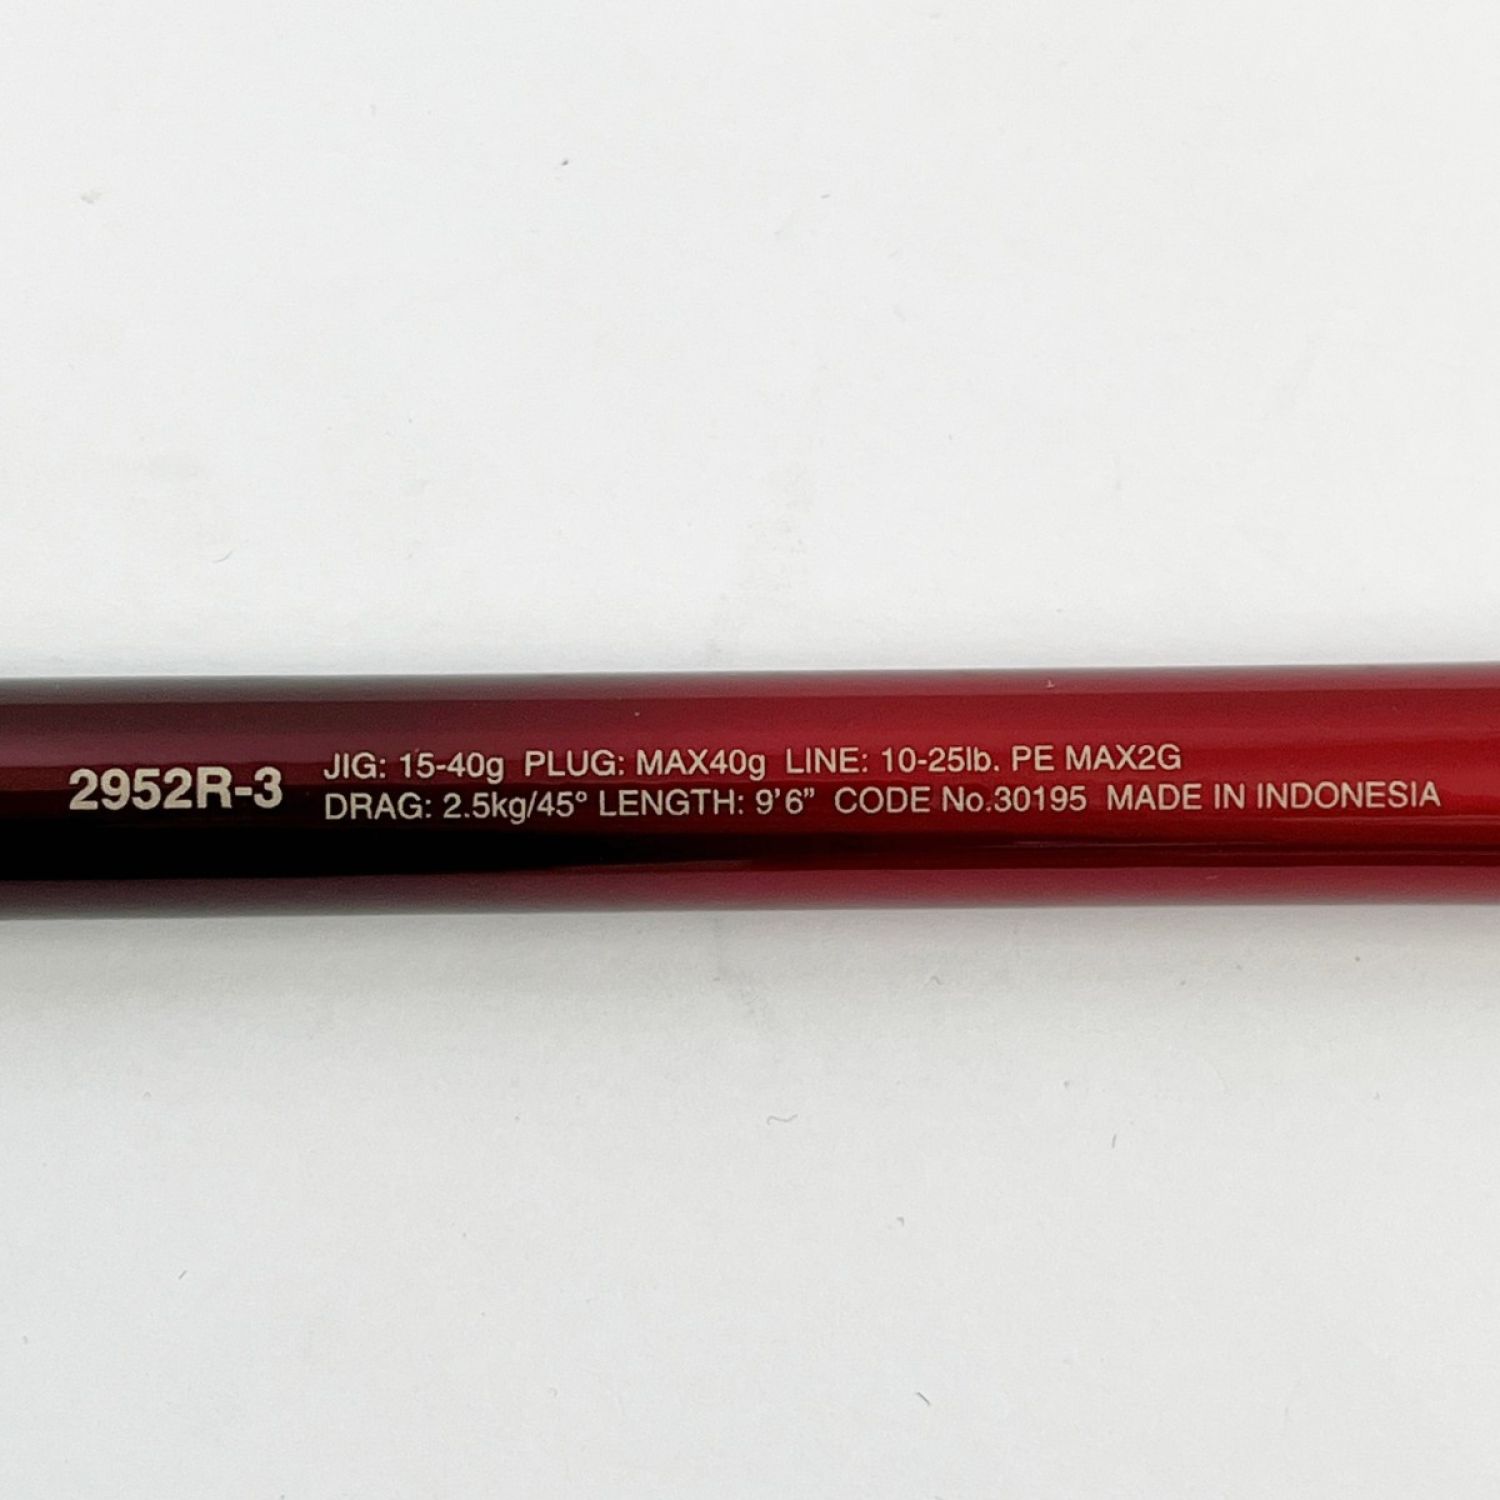 2952R-3
JIG: 15-40g PLUG: MAX40g LINE: 10-25lb. PE MAX2G
DRAG: 2.5kg/45° LENGTH: 9'6" CODE No.30195 MADE IN INDONESIA